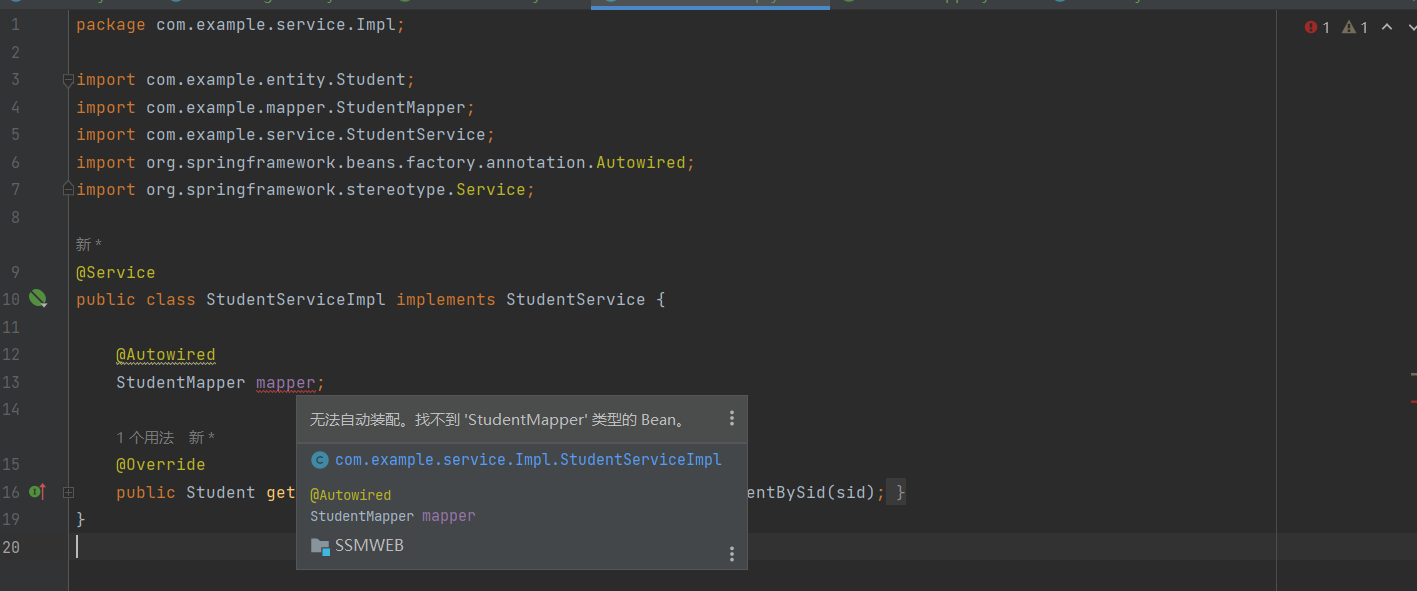 1 package com.example.service.Impl;
2
3 import com.example.entity.Student;
4 import com.example.mapper.StudentMapper;
5 import com.example.service.StudentService;
6 import org.springframework.beans.factory.annotation.Autowired;
7 import org.springframework.stereotype.Service;
8
新 *
9 @Service
10 public class StudentServiceImpl implements StudentService {
11
12 @Autowired
13 StudentMapper mapper;
14
1 个用法 新 *
15 @Override
16 public Student get entBySid(sid); }
19 }
20
1 1
无法自动装配。找不到 'StudentMapper' 类型的 Bean。
com.example.service.Impl.StudentServiceImpl
@Autowired
StudentMapper mapper
SSMWEB